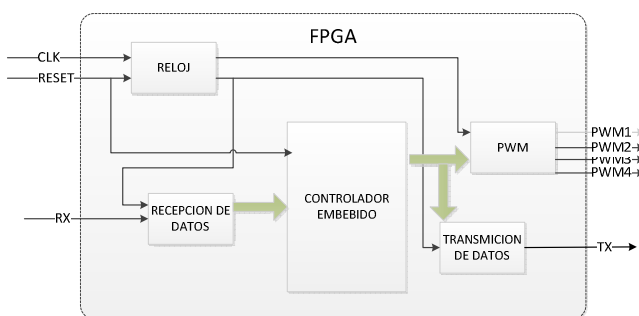 FPGA
CLK
RELOJ
RESET
PWM
PWM1
PWM2
PWM3
PWM4
RECEPCION DE
DATOS
CONTROLADOR
EMBEBIDO
RX
TRANSMICION
DE DATOS
TX